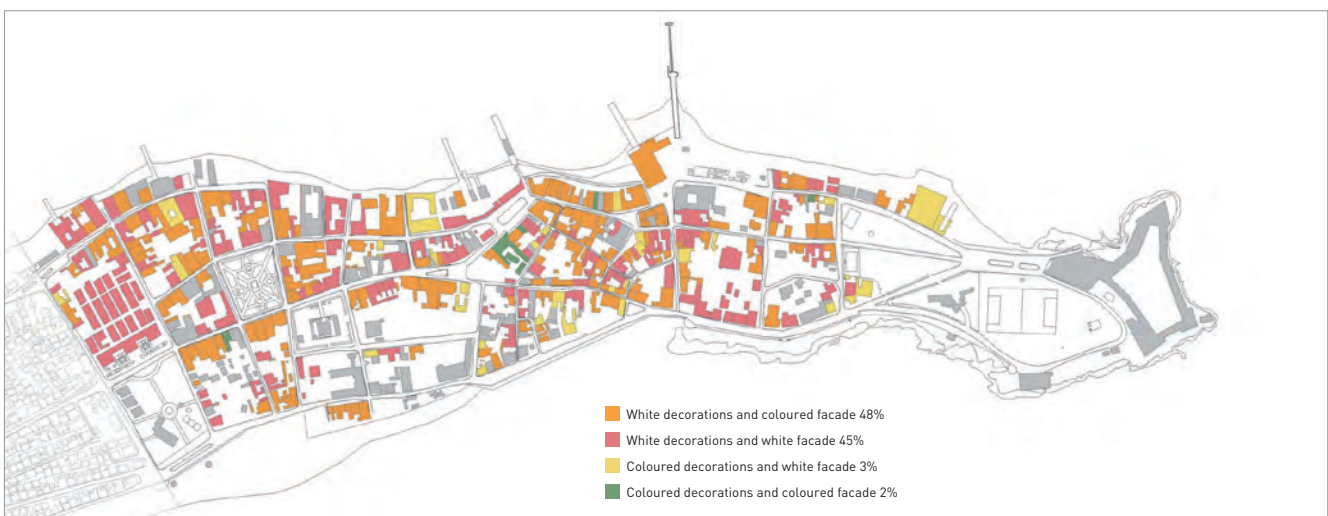 White decorations and coloured facade 48%
White decorations and white facade 45%
Coloured decorations and white facade 3%
Coloured decorations and coloured facade 2%